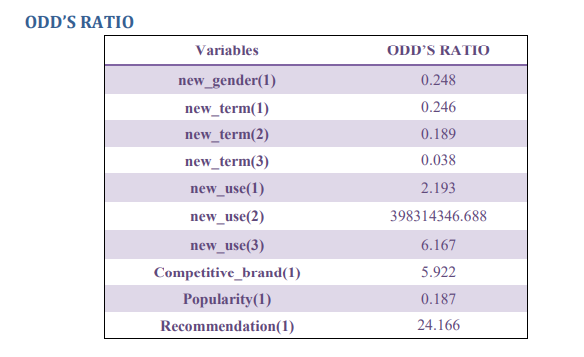 ODD'S RATIO
Variables ODD'S RATIO
new_gender(1) 0.248
new_term(1) 0.246
new_term(2) 0.189
new_term(3) 0.038
new_use(1) 2.193
new_use(2) 398314346.688
new_use(3) 6.167
Competitive_brand(1) 5.922
Popularity(1) 0.187
Recommendation(1) 24.166